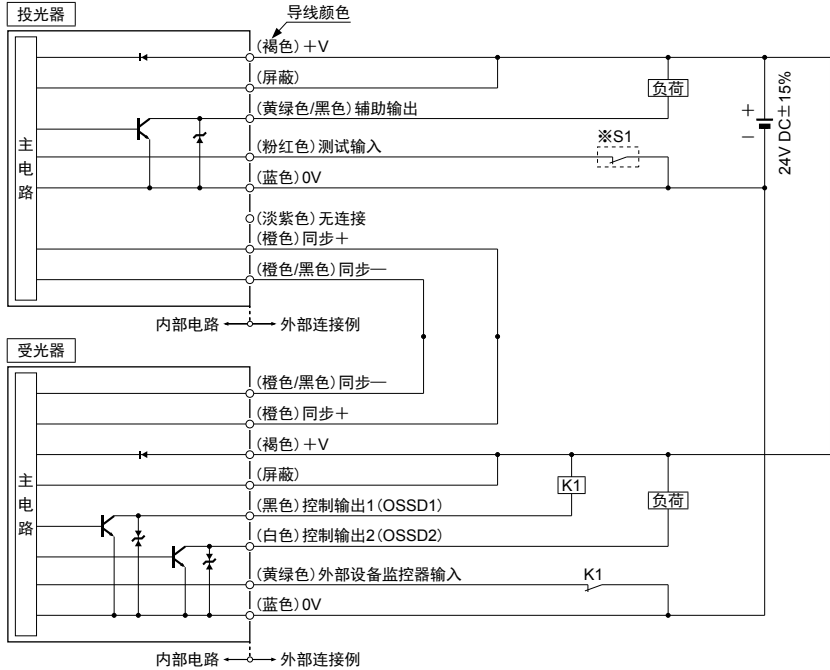 投光器
导线颜色
(褐色)＋V
(屏蔽)
(黄绿色/黑色)辅助输出
(粉红色)测试输入
(蓝色)0V
(淡紫色)无连接
(橙色)同步＋
(橙色/黑色)同步—
主电路
负荷
※S1
＋
—
24V DC±15%
内部电路
外部连接例
受光器
(橙色/黑色)同步—
(橙色)同步＋
(褐色)＋V
(屏蔽)
(黑色)控制输出1(OSSD1)
(白色)控制输出2(OSSD2)
(黄绿色)外部设备监控器输入
(蓝色)0V
主电路
K1
负荷
K1
内部电路
外部连接例